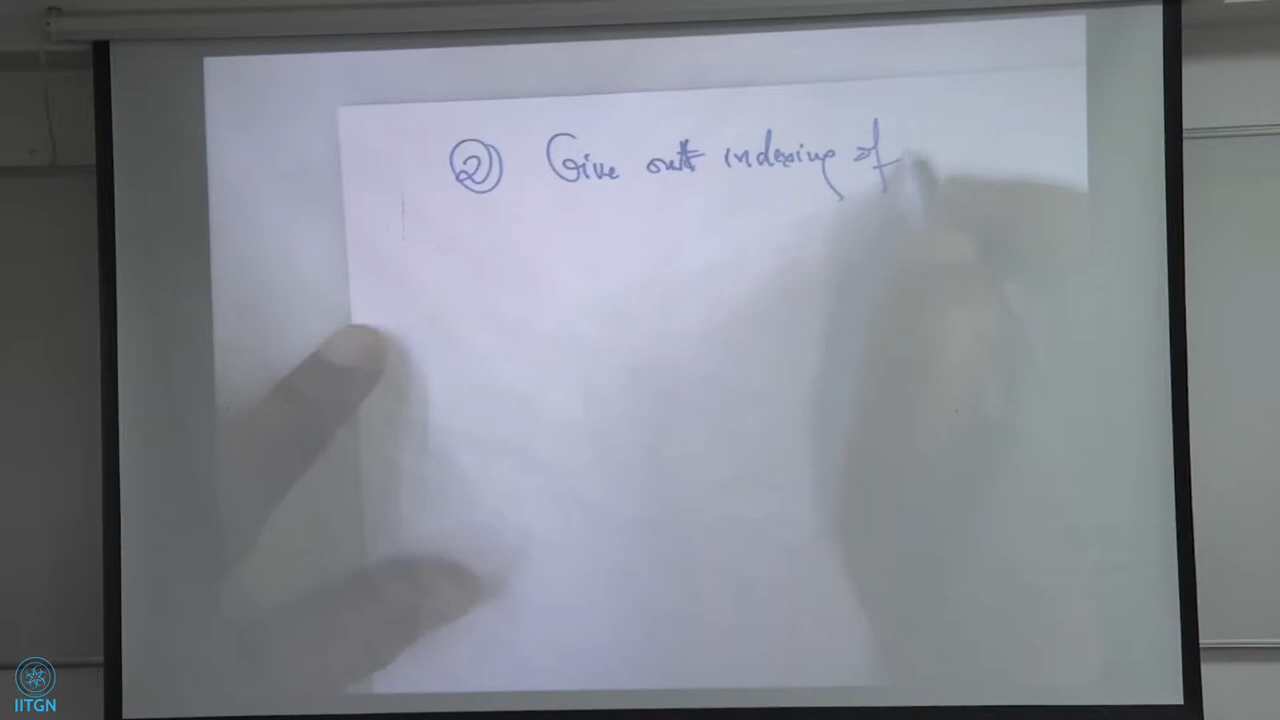 ② Give out indexing of
IITGN